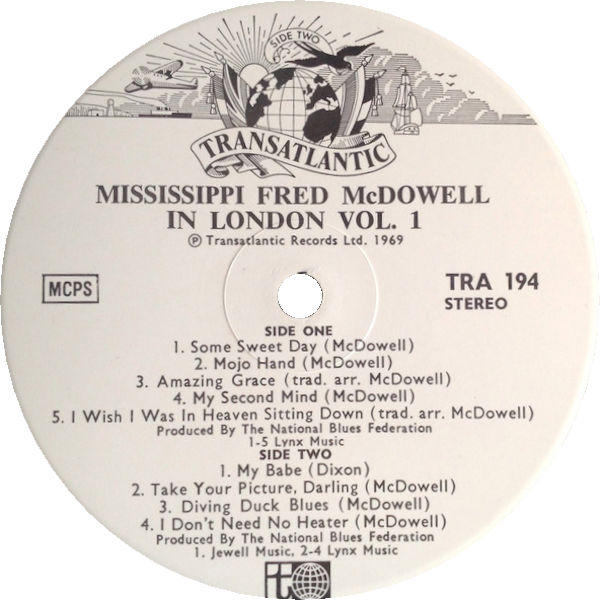 SIDE TWO
TRANSATLANTIC
MISSISSIPPI FRED McDOWELL
IN LONDON VOL. 1
Ⓟ Transatlantic Records Ltd. 1969
MCPS
TRA 194
STEREO
SIDE ONE
1. Some Sweet Day (McDowell)
2. Mojo Hand (McDowell)
3. Amazing Grace (trad. arr. McDowell)
4. My Second Mind (McDowell)
5. I Wish I Was In Heaven Sitting Down (trad. arr. McDowell)
Produced By The National Blues Federation
1-5 Lynx Music
SIDE TWO
1. My Babe (Dixon)
2. Take Your Picture, Darling (McDowell)
3. Diving Duck Blues (McDowell)
4. I Don't Need No Heater (McDowell)
Produced By The National Blues Federation
1. Jewell Music, 2-4 Lynx Music